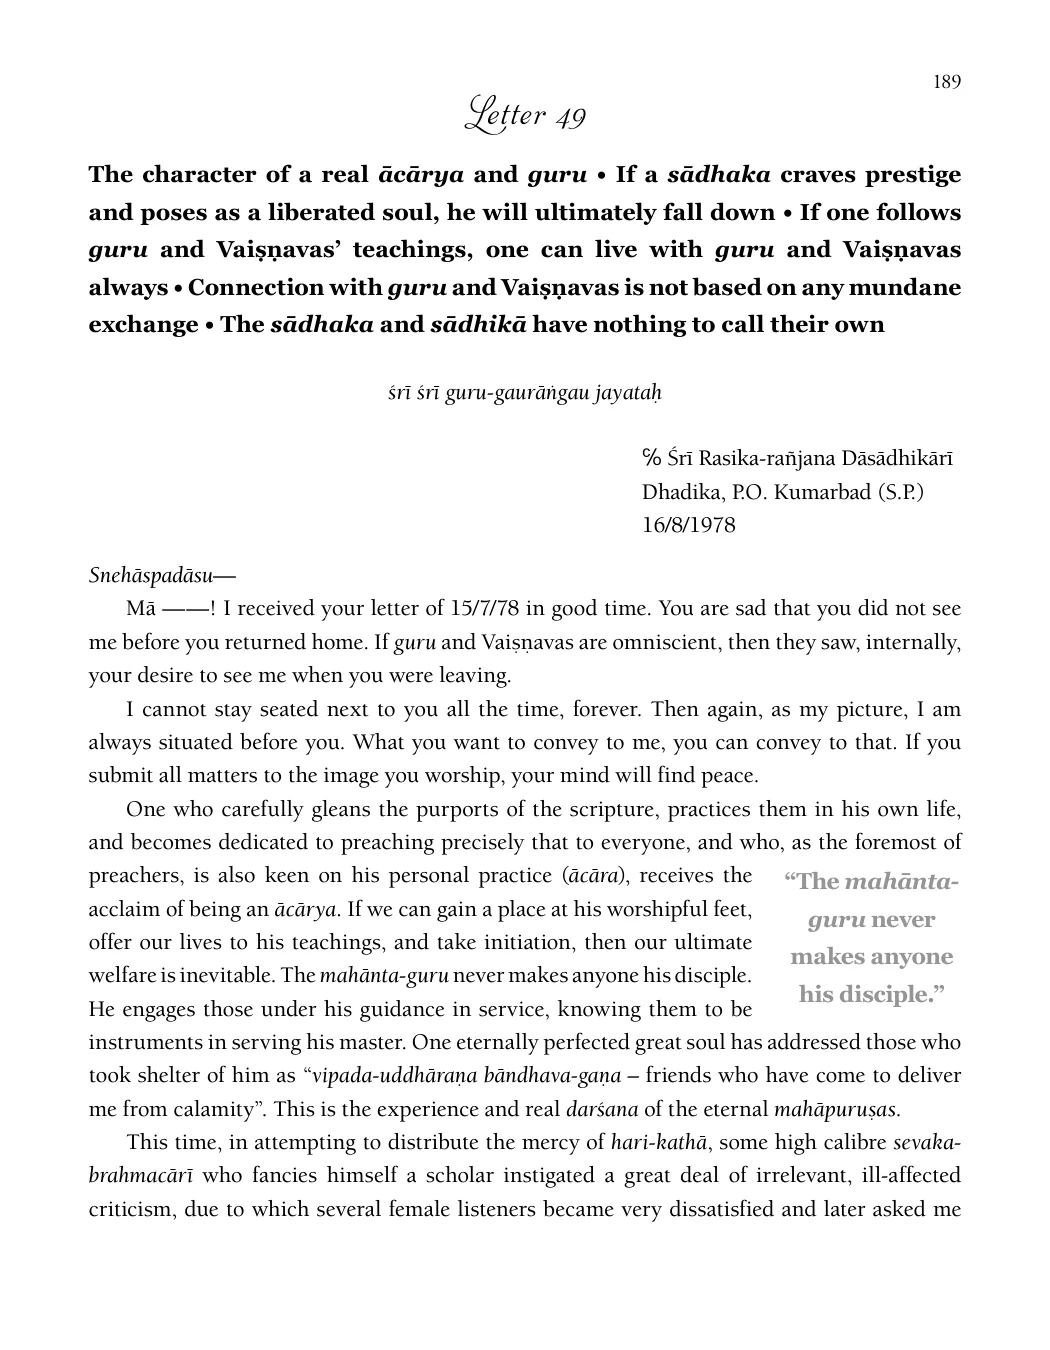 189
Letter 49
The character of a real ācārya and guru • If a sādhaka craves prestige
and poses as a liberated soul, he will ultimately fall down • If one follows
guru and Vaiṣṇavas’ teachings, one can live with guru and Vaiṣṇavas
always • Connection with guru and Vaiṣṇavas is not based on any mundane
exchange • The sādhaka and sādhikā have nothing to call their own
śrī śrī guru-gaurāṅgau jayataḥ
℅ Śrī Rasika-rañjana Dāsādhikārī
Dhadika, P.O. Kumarbad (S.P.)
16/8/1978
Snehāspadāsu—
Mā ——! I received your letter of 15/7/78 in good time. You are sad that you did not see
me before you returned home. If guru and Vaiṣṇavas are omniscient, then they saw, internally,
your desire to see me when you were leaving.
I cannot stay seated next to you all the time, forever. Then again, as my picture, I am
always situated before you. What you want to convey to me, you can convey to that. If you
submit all matters to the image you worship, your mind will find peace.
One who carefully gleans the purports of the scripture, practices them in his own life,
and becomes dedicated to preaching precisely that to everyone, and who, as the foremost of
preachers, is also keen on his personal practice (ācāra), receives the
acclaim of being an ācārya. If we can gain a place at his worshipful feet,
offer our lives to his teachings, and take initiation, then our ultimate
welfare is inevitable. The mahānta-guru never makes anyone his disciple.
He engages those under his guidance in service, knowing them to be
“The mahānta-
guru never
makes anyone
his disciple.”
instruments in serving his master. One eternally perfected great soul has addressed those who
took shelter of him as “vipada-uddhāraṇa bāndhava-gaṇa – friends who have come to deliver
me from calamity”. This is the experience and real darśana of the eternal mahāpuruṣas.
This time, in attempting to distribute the mercy of hari-kathā, some high calibre sevaka-
brahmacārī who fancies himself a scholar instigated a great deal of irrelevant, ill-affected
criticism, due to which several female listeners became very dissatisfied and later asked me